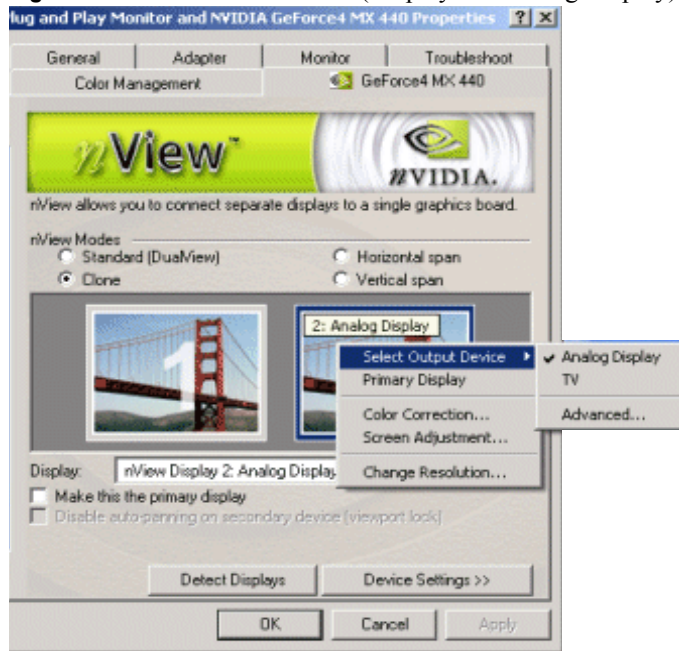 lug and Play Monitor and NVIDIA GeForce4 MX 440 Properties
General Adapter Monitor Troubleshoot
Color Management GeForce4 MX 440
nView™
nVIDIA.
nView allows you to connect separate displays to a single graphics board.
nView Modes
Standard (DualView) Horizontal span
Clone Vertical span
1
2: Analog Display
Select Output Device Analog Display
Primary Display TV
Color Correction... Advanced...
Screen Adjustment...
Change Resolution...
Display: nView Display 2: Analog Display
Make this the primary display
Disable auto-panning on secondary device (viewport lock)
Detect Displays Device Settings >>
OK Cancel Apply